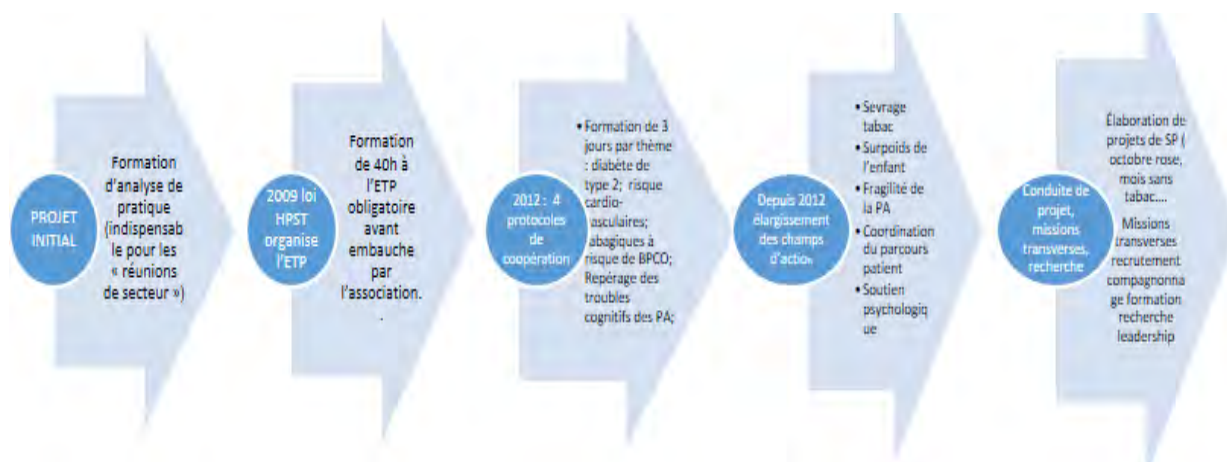 PROJET
INITIAL
Formation
d'analyse de
pratique
(indispensab
le pour les
« réunions
de secteur »)
2009 loi
HPST
organise
l'ETP
Formation
de 40h à
l'ETP
obligatoire
avant
embauche
par
l'association.
.
2012 : 4
protocoles
de
coopération
• Formation de 3
jours par thème
: diabète de
type 2; risque
cardio-
vasculaires;
tabagiques à
risque de BPCO;
Repérage des
troubles
cognitifs des PA;
Depuis 2012
élargissement
des champs
d'action
• Sevrage
tabac
• Surpoids de
l'enfant
• Fragilité de
la PA
• Coordination
du parcours
patient
• Soutien
psychologiq
ue
Conduite de
projet,
missions
transverses,
recherche
Élaboration de
projets de SP (
octobre rose,
mois sans
tabac....
Missions
transverses
recrutement
compagnonna
ge formation
recherche
leadership